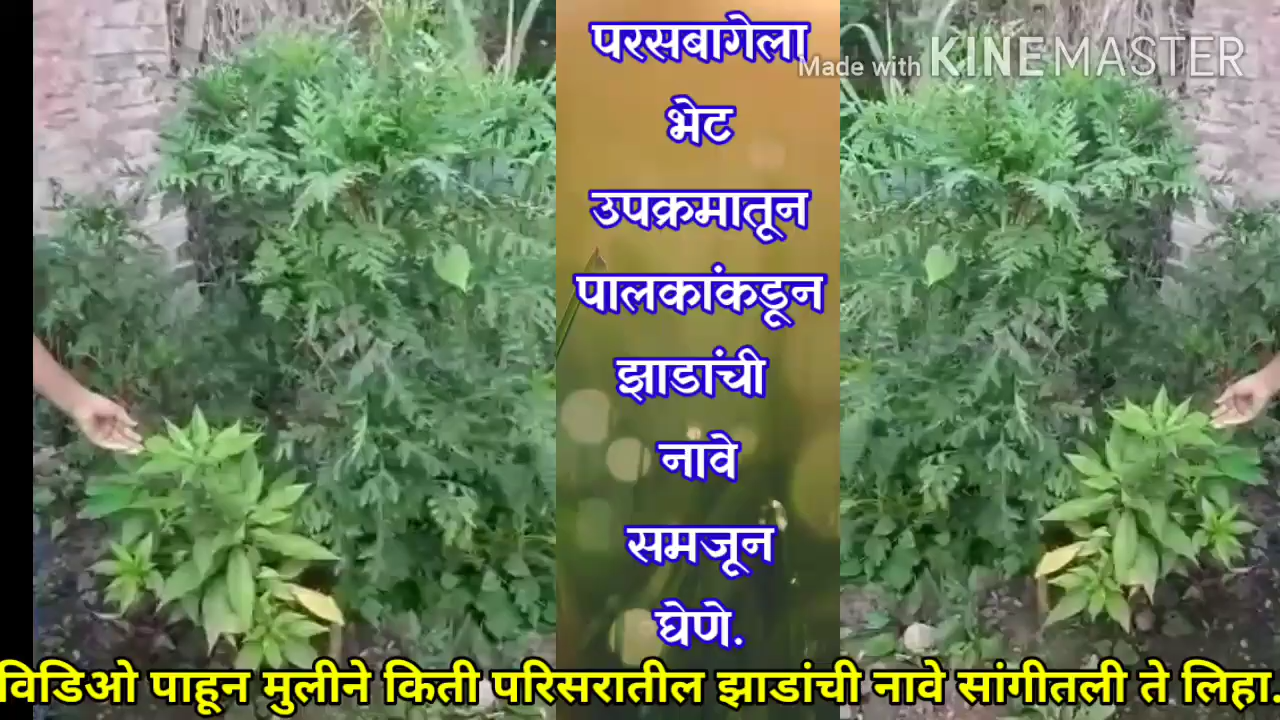 परसबागेला
भेट
उपक्रमातून
पालकांकडून
झाडांची
नावे
समजून
घेणे.
Made with KINEMASTER
विडिओ पाहून मुलीने किती परिसरातील झाडांची नावे सांगीतली ते लिहा.